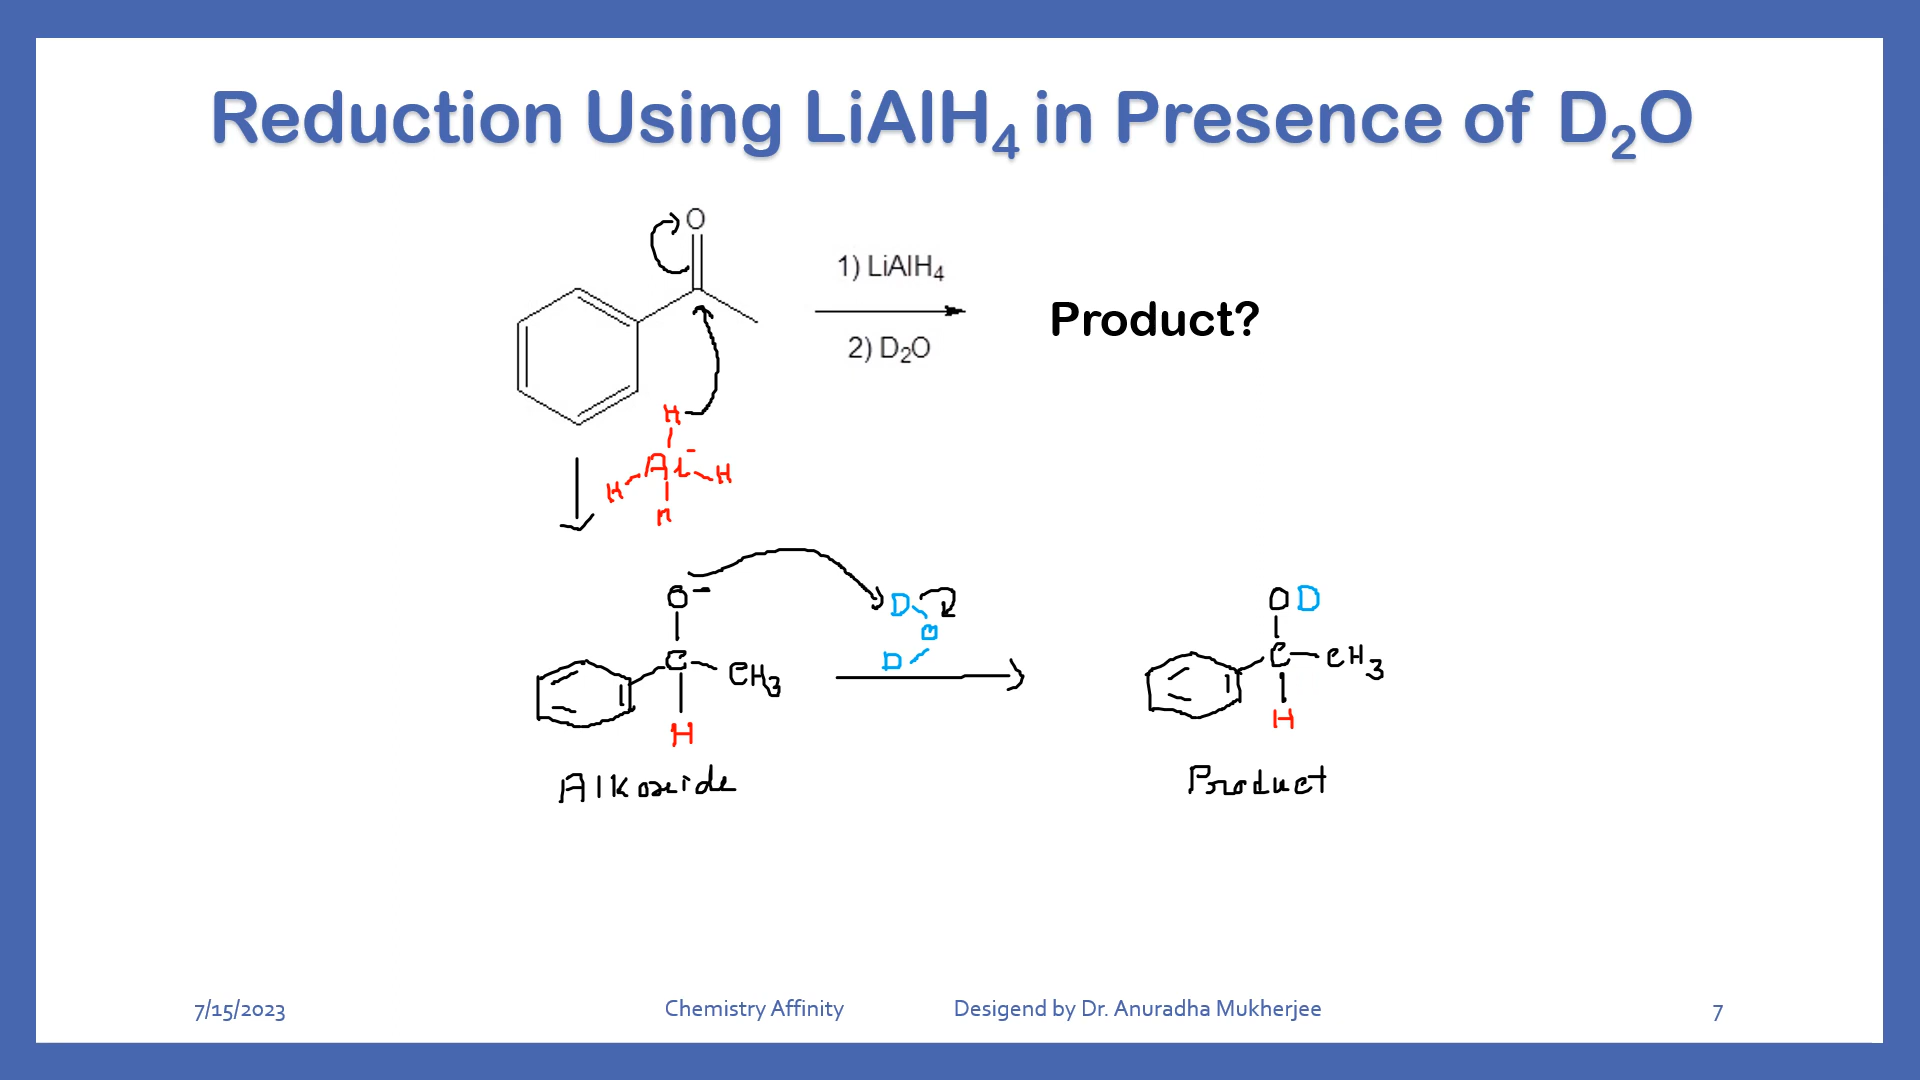 Reduction Using LiAlH4 in Presence of D2O
O
1) LiAlH4
2) D2O
Product?
H
H Al- H
H
O-
D
O
D
C CH3
H
Alkoxide
OD
C CH3
H
Product
7/15/2023
Chemistry Affinity Desigend by Dr. Anuradha Mukherjee
7